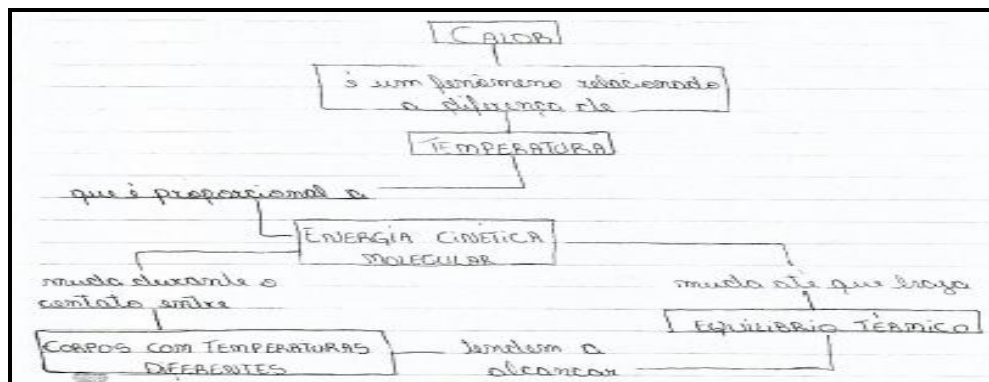 CALOR
é um fenômeno relacionado
a diferença de
TEMPERATURA
que é proporcional a
ENERGIA CINÉTICA
MOLECULAR
muda durante o
contato entre
muda até que haja
EQUILIBRIO TÉRMICO
CORPOS COM TEMPERATURAS
DIFERENTES
tendem a
alcançar